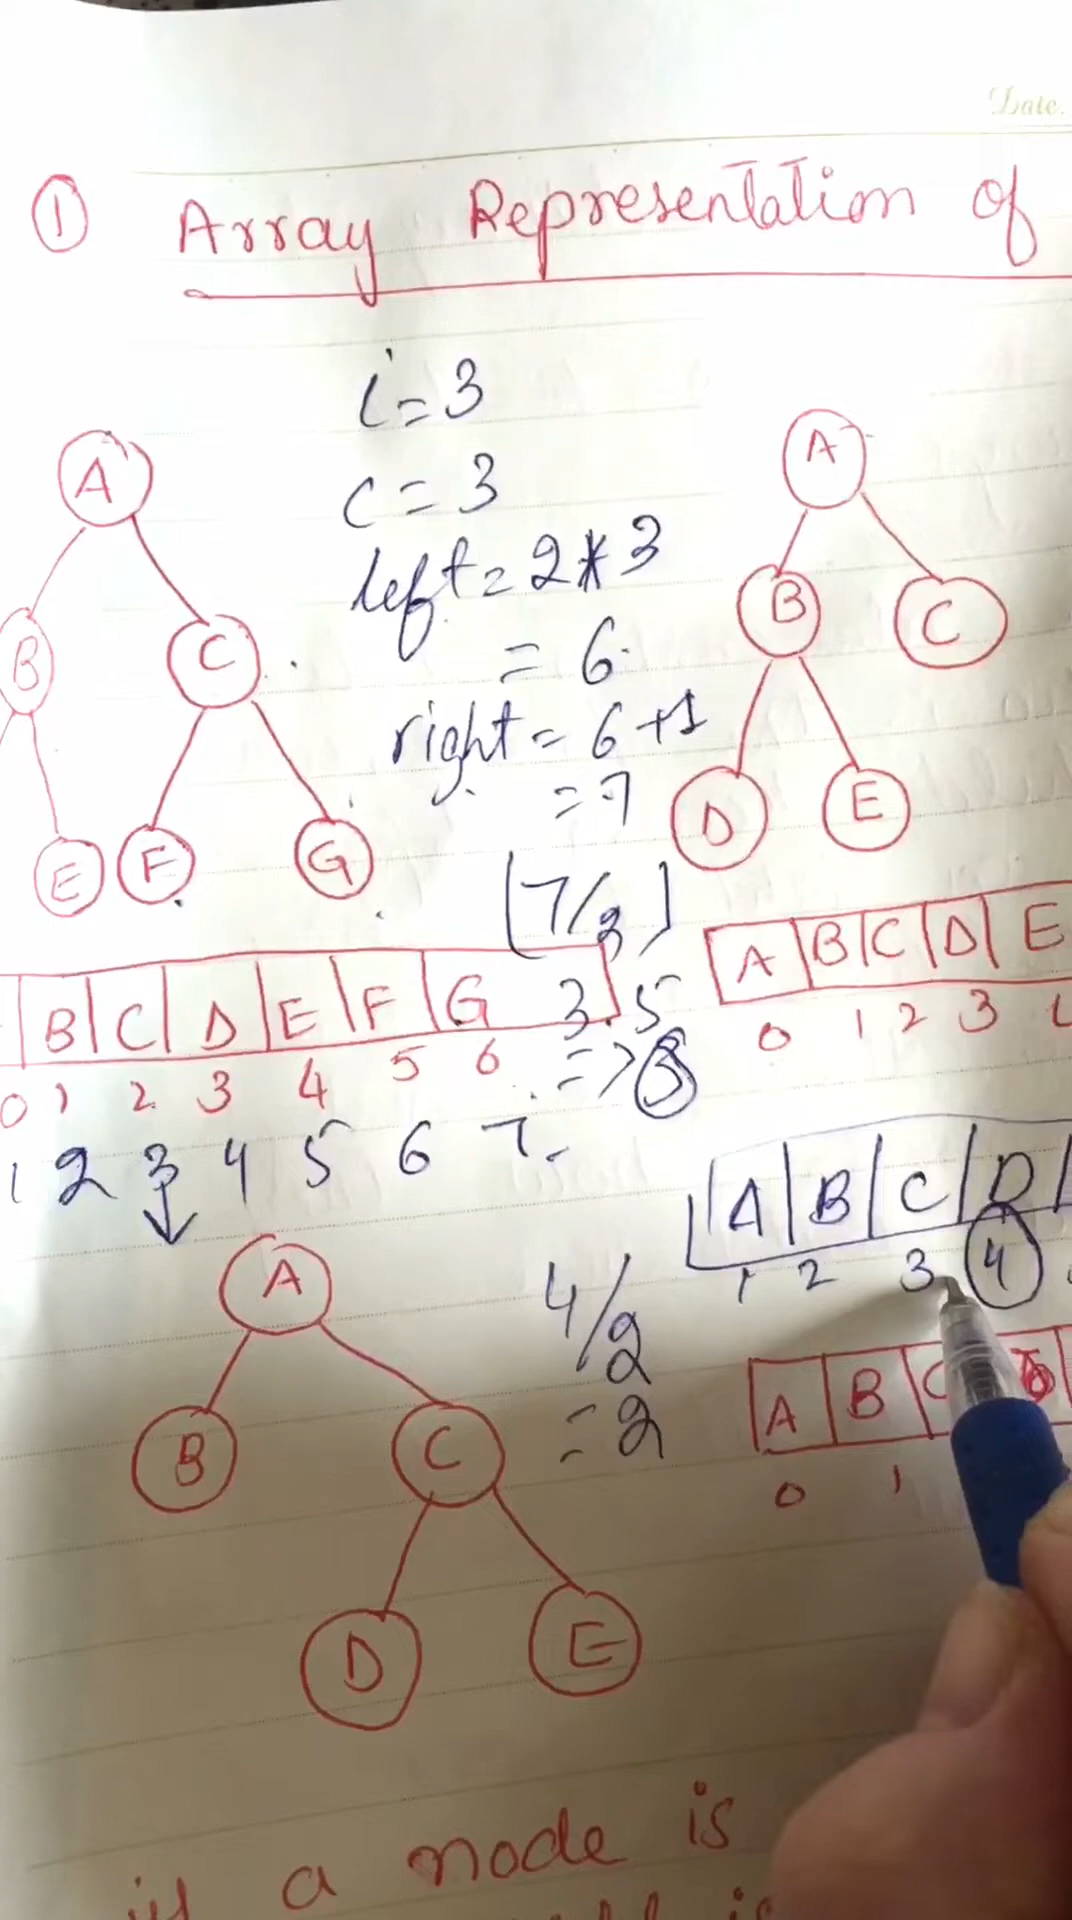 Date.
① Array Representation of
i = 3
c = 3
left = 2 * 3
= 6
right = 6 + 1
= 7
A
B C
E F G
A
B C
D E
⌊7/2⌋
3.5
=> 3
B C D E F G
0 1 2 3 4 5 6
1 2 3 4 5 6 7
A B C D E
0 1 2 3
A B C D
1 2 3 4
4/2
= 2
A B C
0 1
A
B C
D E
a node is
is